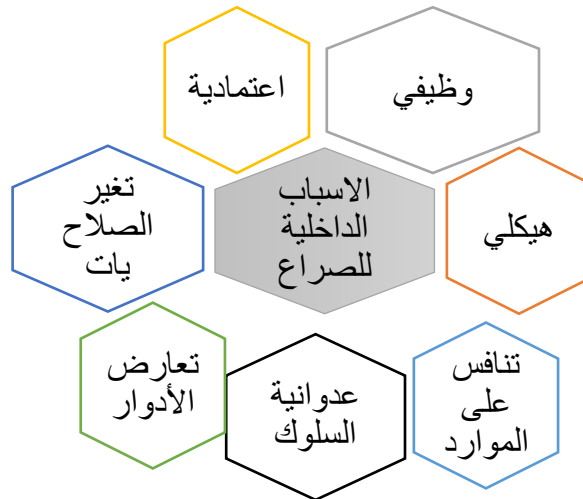 وظيفي
اعتمادية
هيكلي
الاسباب
الداخلية
للصراع
تغير
الصلاح
يات
تنافس
على
الموارد
عدوانية
السلوك
تعارض
الأدوار